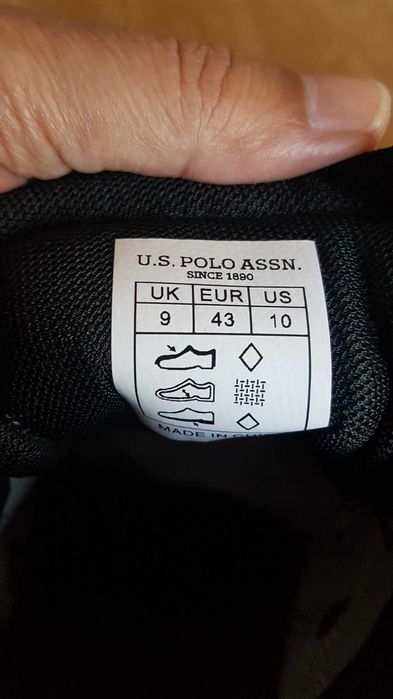 U.S. POLO ASSN.
SINCE 1890
UK EUR US
9 43 10
MADE IN